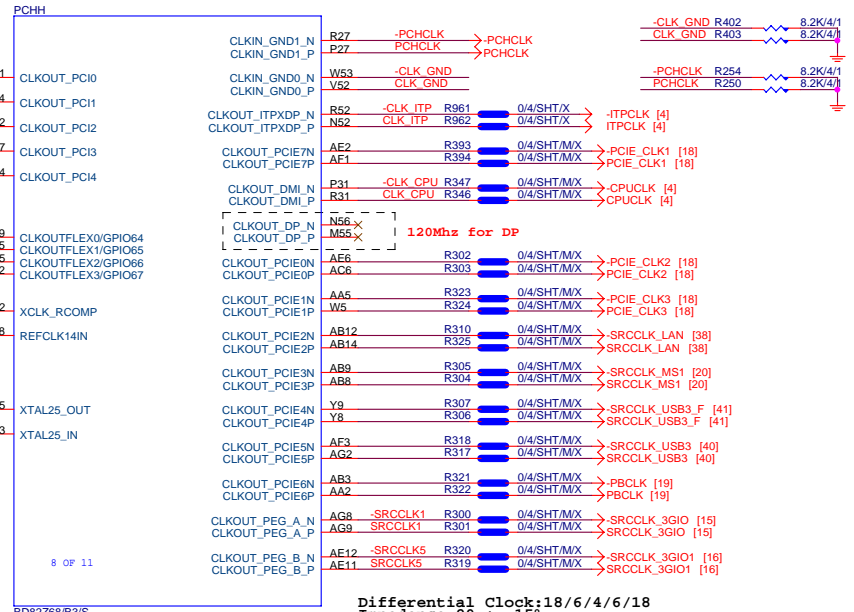 PCHH
-CLK_GND R402 8.2K/4/1
CLK_GND R403 8.2K/4/1
CLKIN_GND1_N R27 -PCHCLK -PCHCLK
CLKIN_GND1_P P27 PCHCLK PCHCLK
CLKOUT_PCI0 CLKIN_GND0_N W53 -CLK_GND -PCHCLK R254 8.2K/4/1
CLKIN_GND0_P V52 CLK_GND PCHCLK R250 8.2K/4/1
CLKOUT_PCI1
CLKOUT_ITPXDP_N R52 -CLK_ITP R961 0/4/SHT/X -ITPCLK [4]
CLKOUT_PCI2 CLKOUT_ITPXDP_P N52 CLK_ITP R962 0/4/SHT/X ITPCLK [4]
CLKOUT_PCI3 CLKOUT_PCIE7N AE2 R393 0/4/SHT/M/X -PCIE_CLK1 [18]
CLKOUT_PCIE7P AF1 R394 0/4/SHT/M/X PCIE_CLK1 [18]
CLKOUT_PCI4
CLKOUT_DMI_N P31 -CLK_CPU R347 0/4/SHT/M/X -CPUCLK [4]
CLKOUT_DMI_P R31 CLK_CPU R346 0/4/SHT/M/X CPUCLK [4]
CLKOUT_DP_N N56
CLKOUTFLEX0/GPIO64 CLKOUT_DP_P M55 120Mhz for DP
CLKOUTFLEX1/GPIO65
CLKOUTFLEX2/GPIO66 CLKOUT_PCIE0N AE6 R302 0/4/SHT/M/X -PCIE_CLK2 [18]
CLKOUTFLEX3/GPIO67 CLKOUT_PCIE0P AC6 R303 0/4/SHT/M/X PCIE_CLK2 [18]
CLKOUT_PCIE1N AA5 R323 0/4/SHT/M/X -PCIE_CLK3 [18]
XCLK_RCOMP CLKOUT_PCIE1P W5 R324 0/4/SHT/M/X PCIE_CLK3 [18]
REFCLK14IN CLKOUT_PCIE2N AB12 R310 0/4/SHT/M/X -SRCCLK_LAN [38]
CLKOUT_PCIE2P AB14 R325 0/4/SHT/M/X SRCCLK_LAN [38]
CLKOUT_PCIE3N AB9 R305 0/4/SHT/M/X -SRCCLK_MS1 [20]
CLKOUT_PCIE3P AB8 R304 0/4/SHT/M/X SRCCLK_MS1 [20]
XTAL25_OUT CLKOUT_PCIE4N Y9 R307 0/4/SHT/M/X -SRCCLK_USB3_F [41]
CLKOUT_PCIE4P Y8 R306 0/4/SHT/M/X SRCCLK_USB3_F [41]
XTAL25_IN
CLKOUT_PCIE5N AF3 R318 0/4/SHT/M/X -SRCCLK_USB3 [40]
CLKOUT_PCIE5P AG2 R317 0/4/SHT/M/X SRCCLK_USB3 [40]
CLKOUT_PCIE6N AB3 R321 0/4/SHT/M/X -PBCLK [19]
CLKOUT_PCIE6P AA2 R322 0/4/SHT/M/X PBCLK [19]
CLKOUT_PEG_A_N AG8 -SRCCLK1 R300 0/4/SHT/M/X -SRCCLK_3GIO [15]
CLKOUT_PEG_A_P AG9 SRCCLK1 R301 0/4/SHT/M/X SRCCLK_3GIO [15]
8 OF 11 CLKOUT_PEG_B_N AE12 -SRCCLK5 R320 0/4/SHT/M/X -SRCCLK_3GIO1 [16]
CLKOUT_PEG_B_P AE11 SRCCLK5 R319 0/4/SHT/M/X SRCCLK_3GIO1 [16]
Differential Clock:18/6/4/6/18